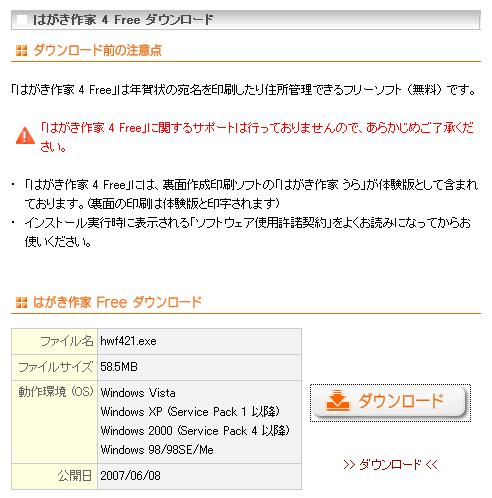 はがき作家 4 Free ダウンロード
ダウンロード前の注意点
「はがき作家 4 Free」は年賀状の宛名を印刷したり住所管理できるフリーソフト（無料）です。
「はがき作家 4 Free」に関するサポートは行っておりませんので、あらかじめご了承くだ
さい。
・ 「はがき作家 4 Free」には、裏面作成印刷ソフトの「はがき作家 うら」が体験版として含まれ
ております。（裏面の印刷は体験版と印字されます）
・ インストール実行時に表示される「ソフトウェア使用許諾契約」をよくお読みになってからお
使いください。
はがき作家 Free ダウンロード
ファイル名 hwf421.exe
ファイルサイズ 58.5MB
動作環境（OS） Windows Vista
Windows XP（Service Pack 1 以降）
Windows 2000（Service Pack 4 以降）
Windows 98/98SE/Me
公開日 2007/06/08
ダウンロード
>> ダウンロード <<